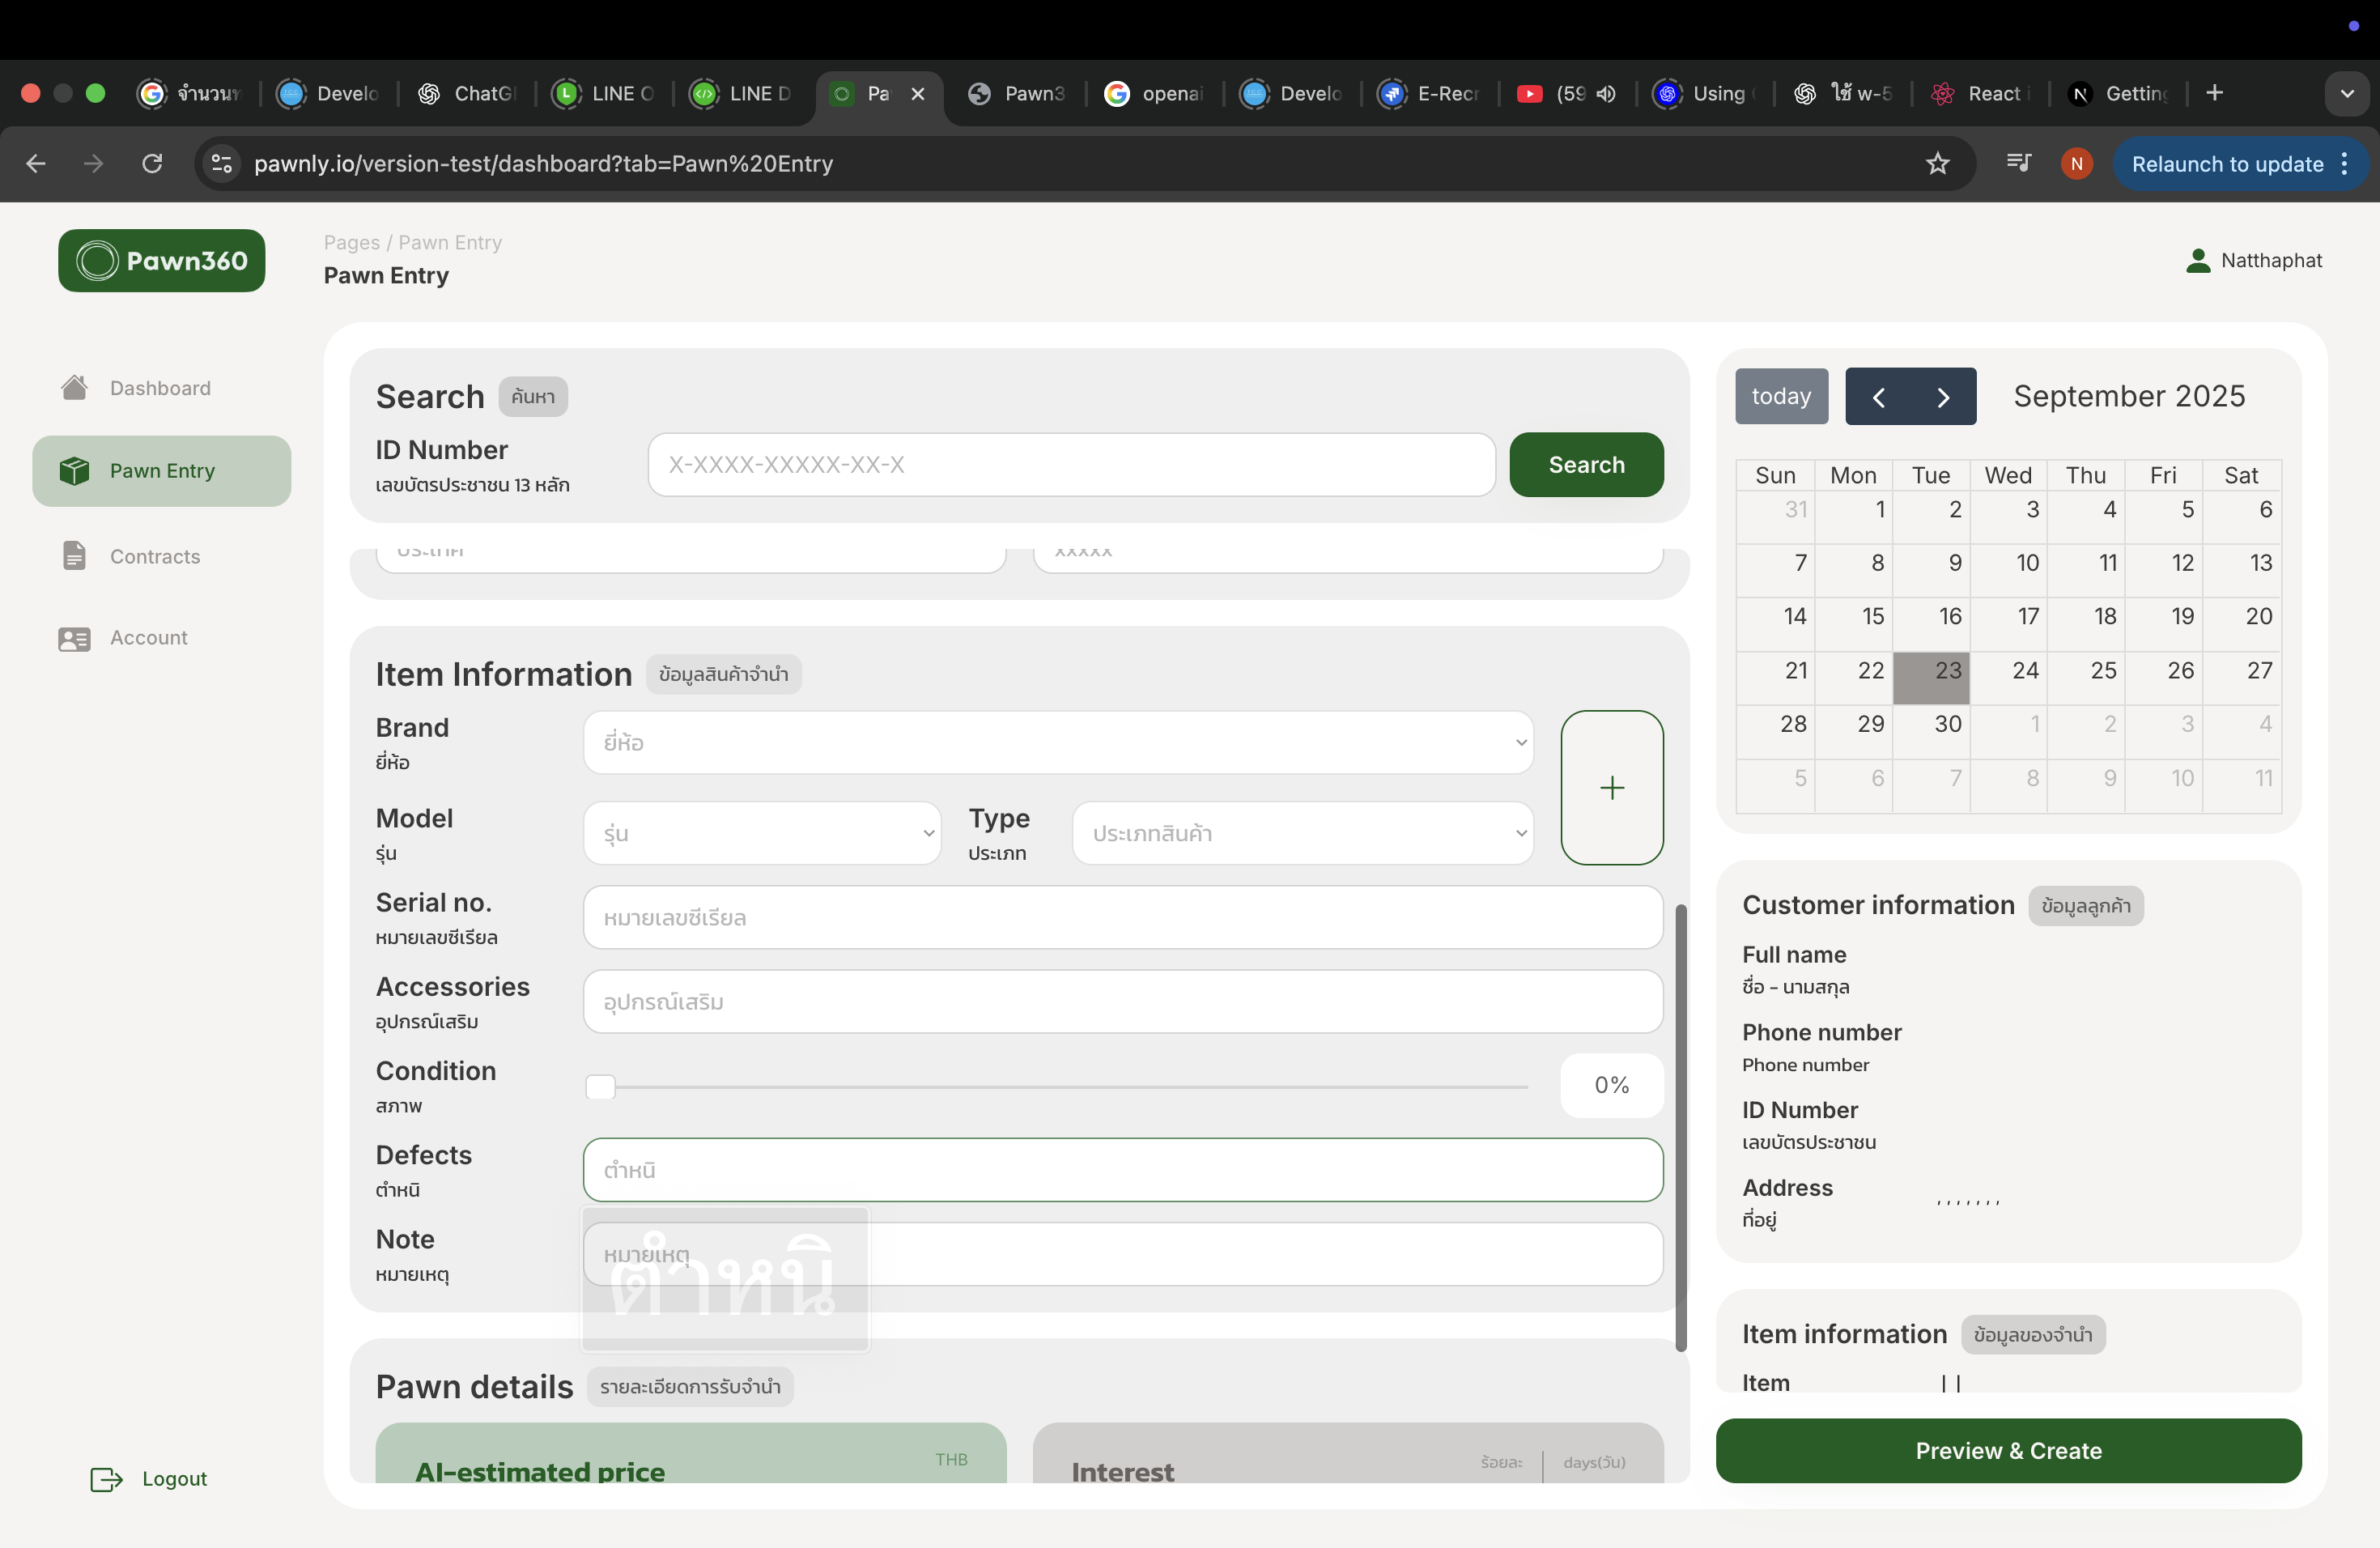 จำนวนท
Develo
ChatG
LINE O
LINE D
Pa
Pawn3
openai
Develo
E-Recr
(59
Using
ใช้ w-5
React i
Getting
pawnly.io/version-test/dashboard?tab=Pawn%20Entry
N
Relaunch to update
Pawn360
Pages / Pawn Entry
Pawn Entry
Natthaphat
Dashboard
Pawn Entry
Contracts
Account
Logout
Search ค้นหา
ID Number
เลขบัตรประชาชน 13 หลัก
X-XXXX-XXXXX-XX-X
Search
ประเทศ
xxxxx
Item Information ข้อมูลสินค้าจำนำ
Brand
ยี่ห้อ
ยี่ห้อ
Model
รุ่น
รุ่น
Type
ประเภท
ประเภทสินค้า
Serial no.
หมายเลขซีเรียล
หมายเลขซีเรียล
Accessories
อุปกรณ์เสริม
อุปกรณ์เสริม
Condition
สภาพ
0%
Defects
ตำหนิ
ตำหนิ
Note
หมายเหตุ
หมายเหตุ
ตำหนิ
Pawn details รายละเอียดการรับจำนำ
AI-estimated price THB
Interest ร้อยละ days(วัน)
today September 2025
Sun Mon Tue Wed Thu Fri Sat
31 1 2 3 4 5 6
7 8 9 10 11 12 13
14 15 16 17 18 19 20
21 22 23 24 25 26 27
28 29 30 1 2 3 4
5 6 7 8 9 10 11
Customer information ข้อมูลลูกค้า
Full name
ชื่อ - นามสกุล
Phone number
Phone number
ID Number
เลขบัตรประชาชน
Address
ที่อยู่
, , , , , , ,
Item information ข้อมูลของจำนำ
Item | |
Preview & Create